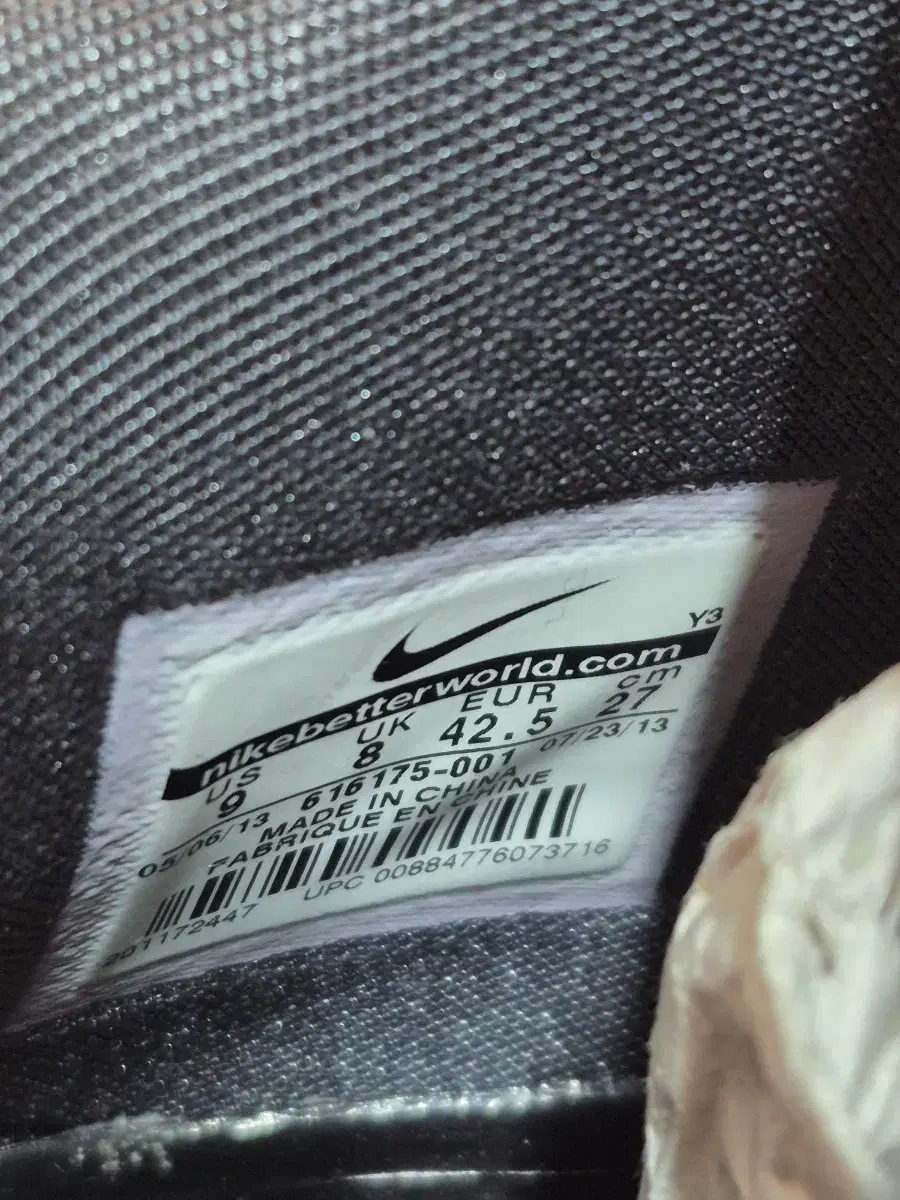 Y3
nikebetterworld.com
US UK EUR cm
9 8 42.5 27
05/06/13 616175-001 07/23/13
MADE IN CHINA
FABRIQUE EN CHINE
201172447 UPC 00884776073716